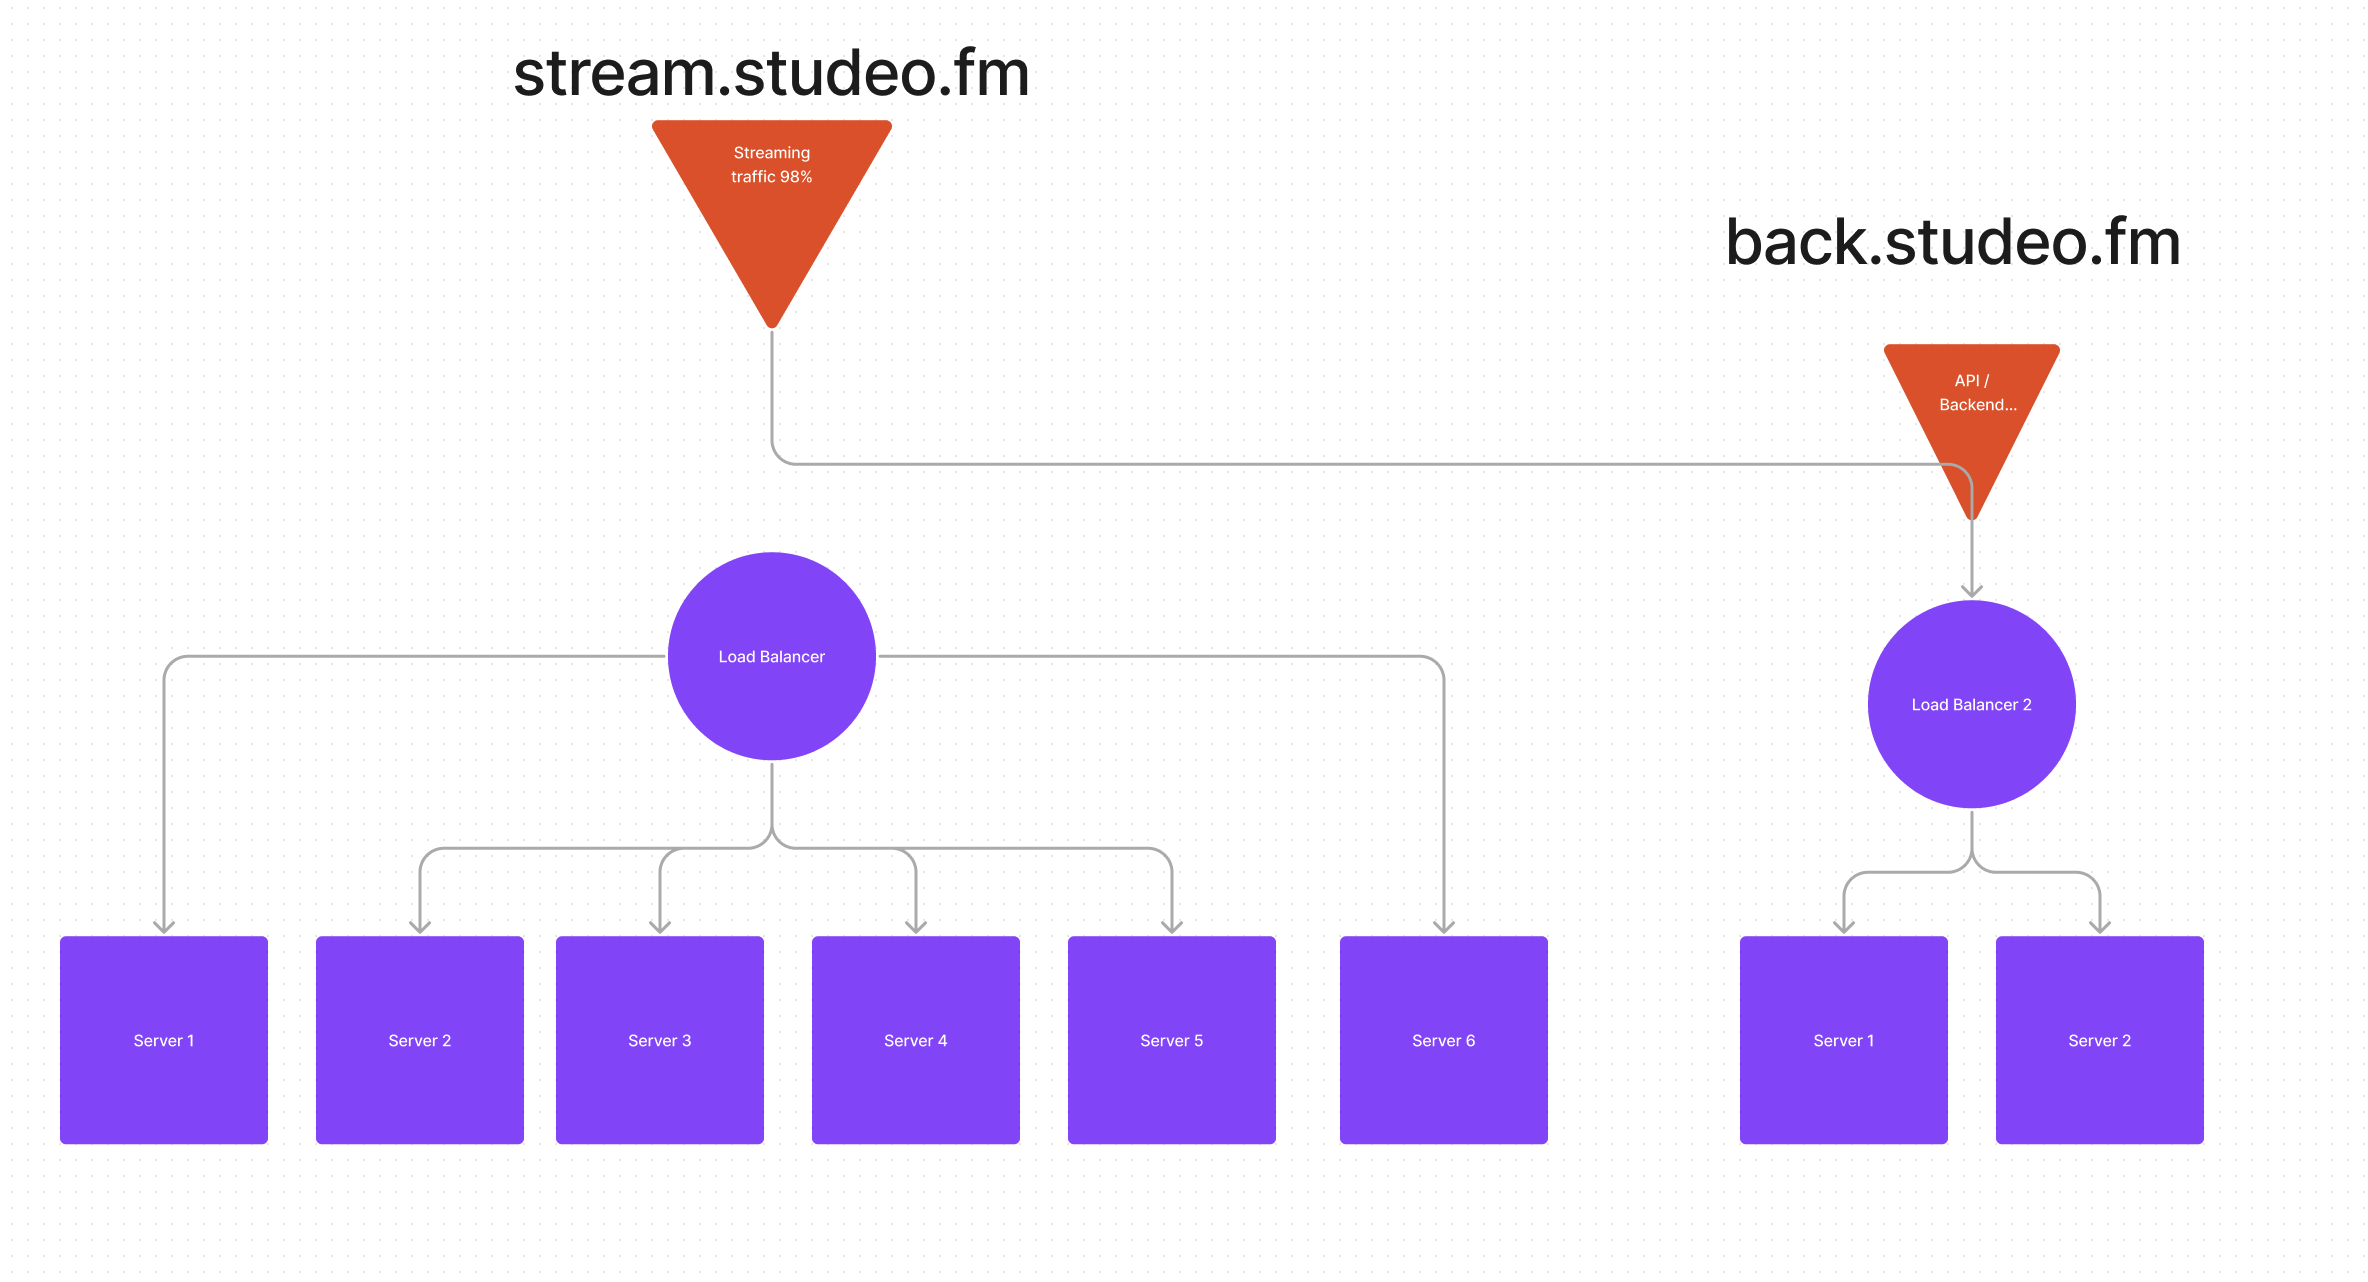 stream.studeo.fm
Streaming
traffic 98%
back.studeo.fm
API /
Backend...
Load Balancer
Load Balancer 2
Server 1
Server 2
Server 3
Server 4
Server 5
Server 6
Server 1
Server 2